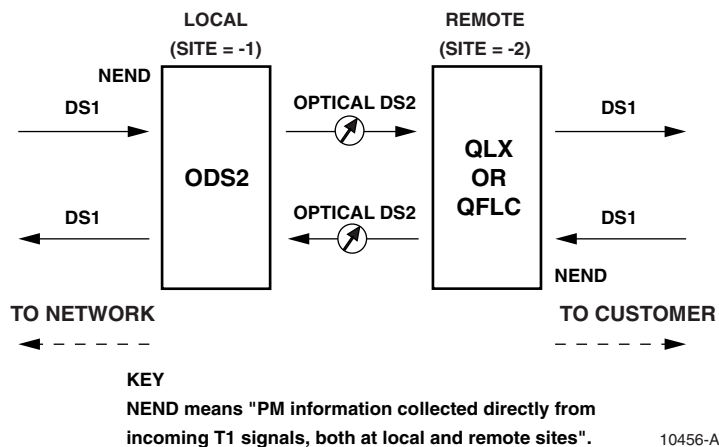 LOCAL
(SITE = -1)
REMOTE
(SITE = -2)
NEND
DS1
OPTICAL DS2
DS1
ODS2
QLX
OR
QFLC
DS1
OPTICAL DS2
DS1
NEND
TO NETWORK
TO CUSTOMER
KEY
NEND means "PM information collected directly from
incoming T1 signals, both at local and remote sites".
10456-A